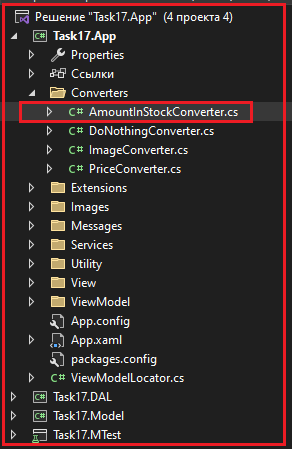 Решение "Task17.App" (4 проекта 4)
C# Task17.App
Properties
Ссылки
Converters
C# AmountInStockConverter.cs
C# DoNothingConverter.cs
C# ImageConverter.cs
C# PriceConverter.cs
Extensions
Images
Messages
Services
Utility
View
ViewModel
App.config
App.xaml
packages.config
C# ViewModelLocator.cs
C# Task17.DAL
C# Task17.Model
Task17.MTest